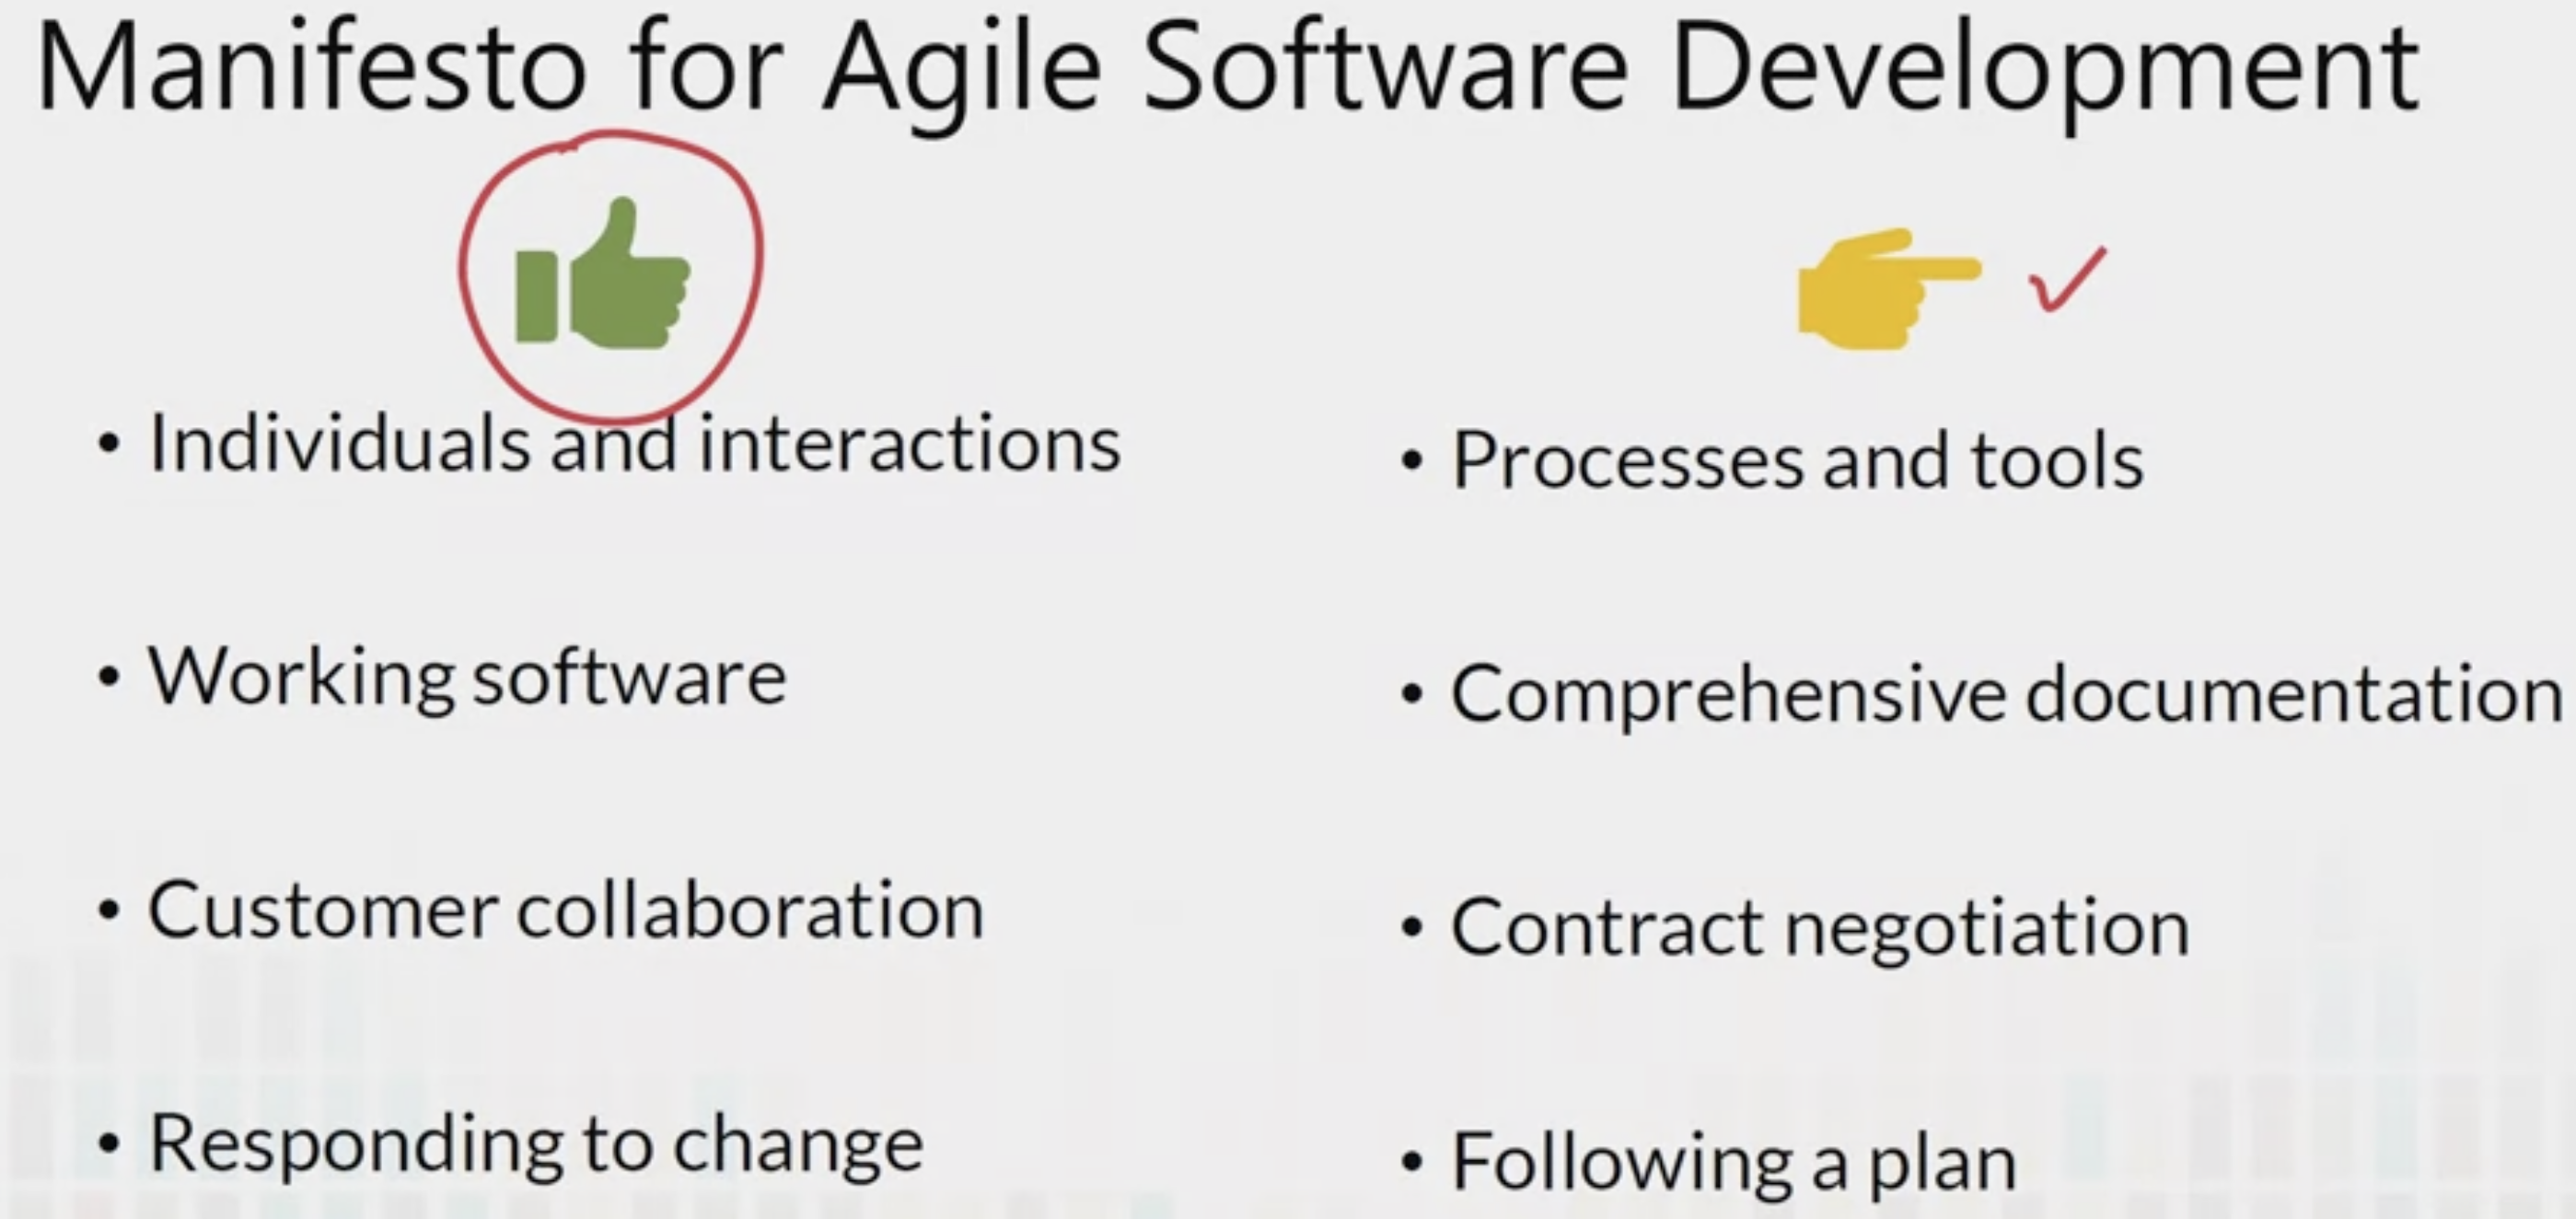 Manifesto for Agile Software Development
• Individuals and interactions
• Working software
• Customer collaboration
• Responding to change
• Processes and tools
• Comprehensive documentation
• Contract negotiation
• Following a plan